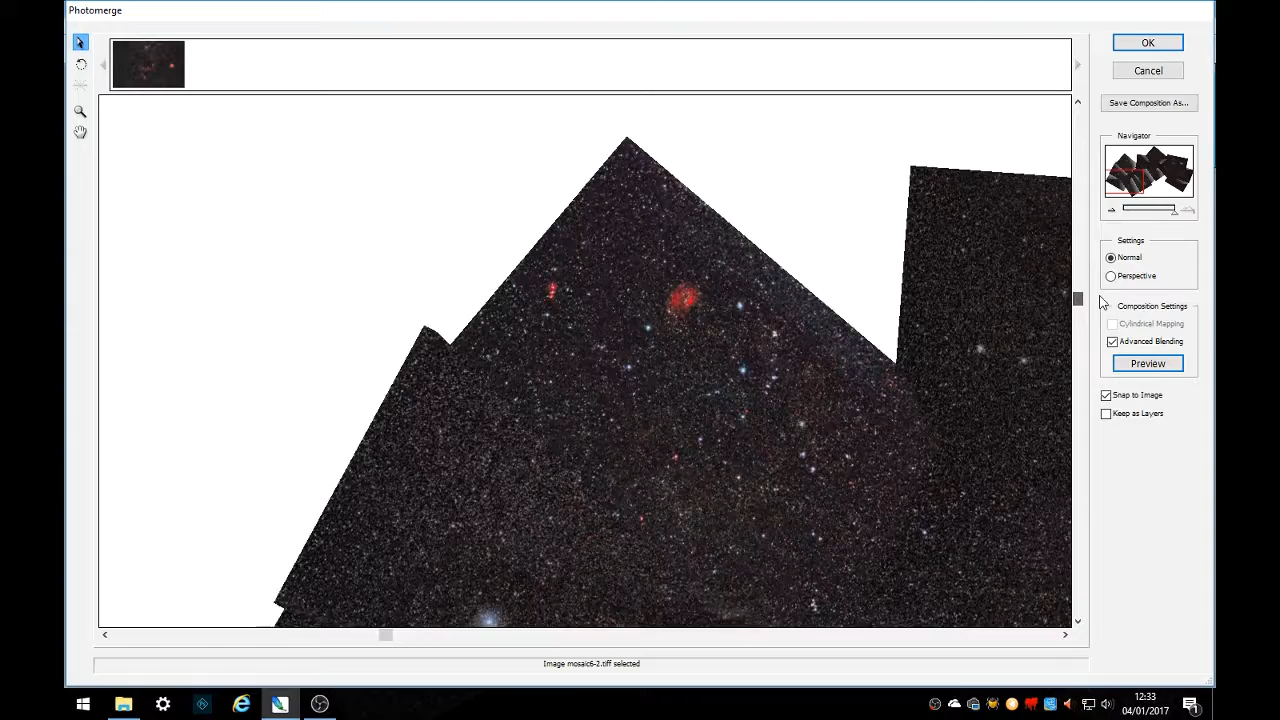 Photomerge
OK
Cancel
Save Composition As...
Navigator
Settings
Normal
Perspective
Composition Settings
Cylindrical Mapping
Advanced Blending
Preview
Snap to Image
Keep as Layers
Image mosaic6-2.tiff selected
12:33
04/01/2017
1